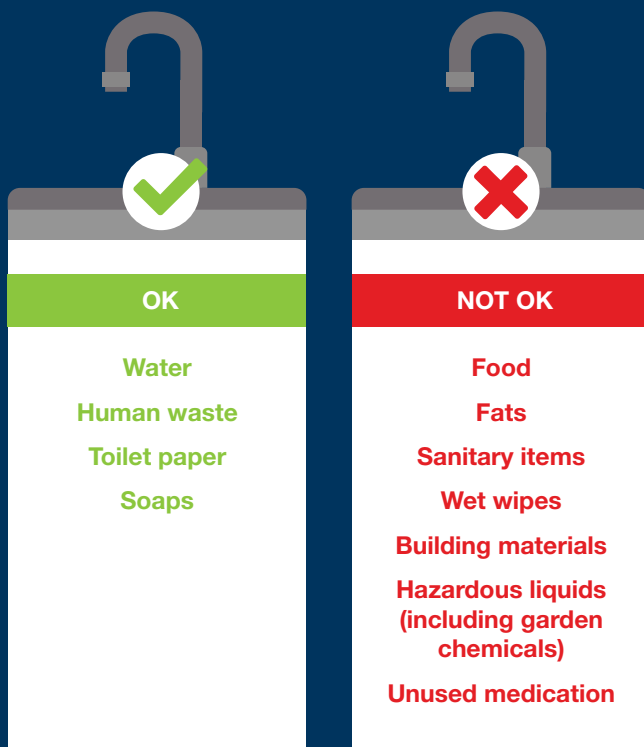 OK
Water
Human waste
Toilet paper
Soaps
NOT OK
Food
Fats
Sanitary items
Wet wipes
Building materials
Hazardous liquids
(including garden
chemicals)
Unused medication